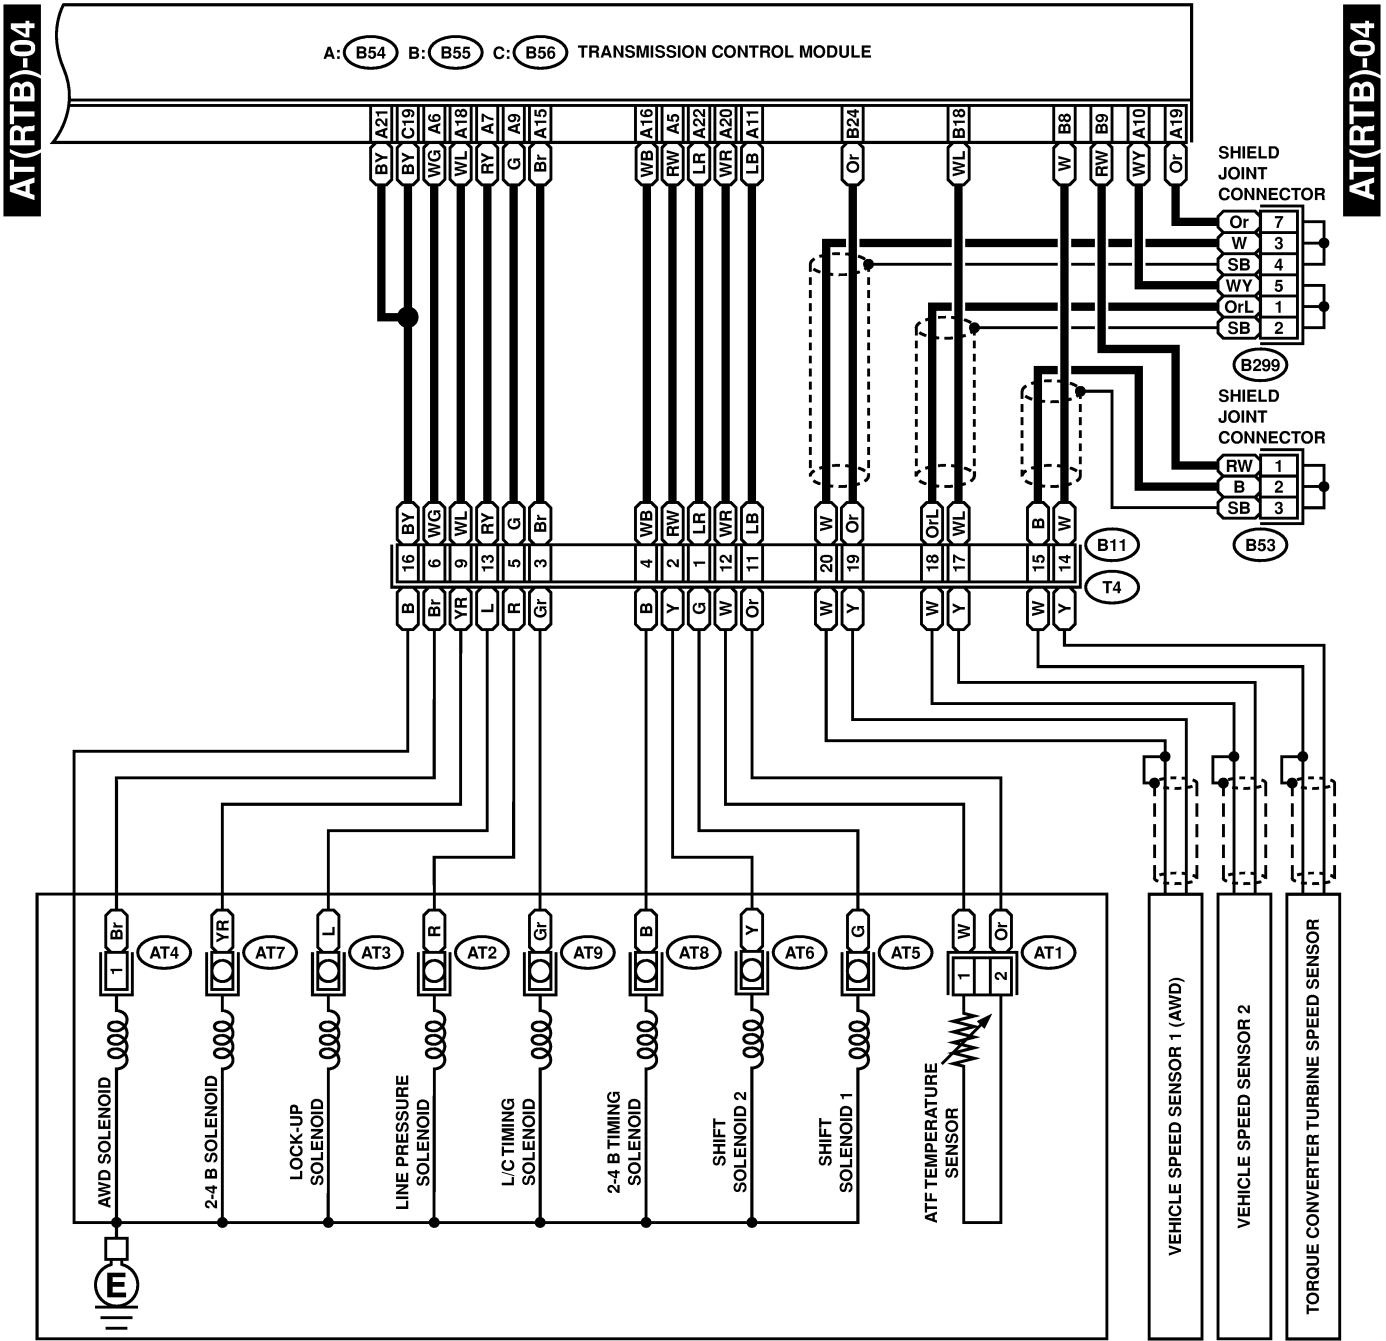 AT(RTB)-04
AT(RTB)-04
A: B54 B: B55 C: B56 TRANSMISSION CONTROL MODULE
A21 C19 A6 A18 A7 A9 A15 A16 A5 A22 A20 A11 B24 B18 B8 B9 A10 A19
BY BY WG WL RY G Br WB RW LR WR LB Or WL W RW WY Or
SHIELD
JOINT
CONNECTOR
Or 7
W 3
SB 4
WY 5
OrL 1
SB 2
B299
SHIELD
JOINT
CONNECTOR
RW 1
B 2
SB 3
B53
BY WG WL RY G Br WB RW LR WR LB W Or OrL WL B W
16 6 9 13 5 3 4 2 1 12 11 20 19 18 17 15 14
B11
T4
B Br YR L R Gr B Y G W Or W Y W Y W Y
Br YR L R Gr B Y G W Or
1 AT4 AT7 AT3 AT2 AT9 AT8 AT6 AT5 1 2 AT1
AWD SOLENOID
2-4 B SOLENOID
LOCK-UP
SOLENOID
LINE PRESSURE
SOLENOID
L/C TIMING
SOLENOID
2-4 B TIMING
SOLENOID
SHIFT
SOLENOID 2
SHIFT
SOLENOID 1
ATF TEMPERATURE
SENSOR
VEHICLE SPEED SENSOR 1 (AWD)
VEHICLE SPEED SENSOR 2
TORQUE CONVERTER TURBINE SPEED SENSOR
E